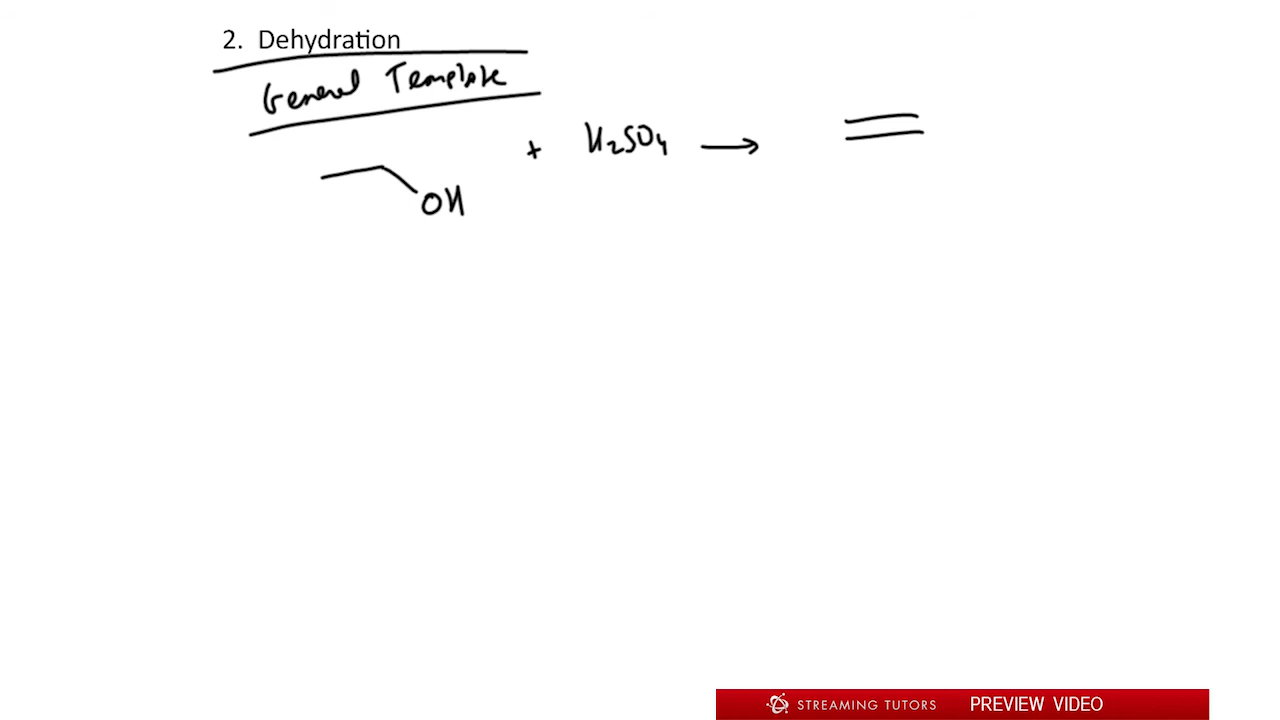 2. Dehydration
General Template
+ H2SO4 →
OH
STREAMING TUTORS PREVIEW VIDEO